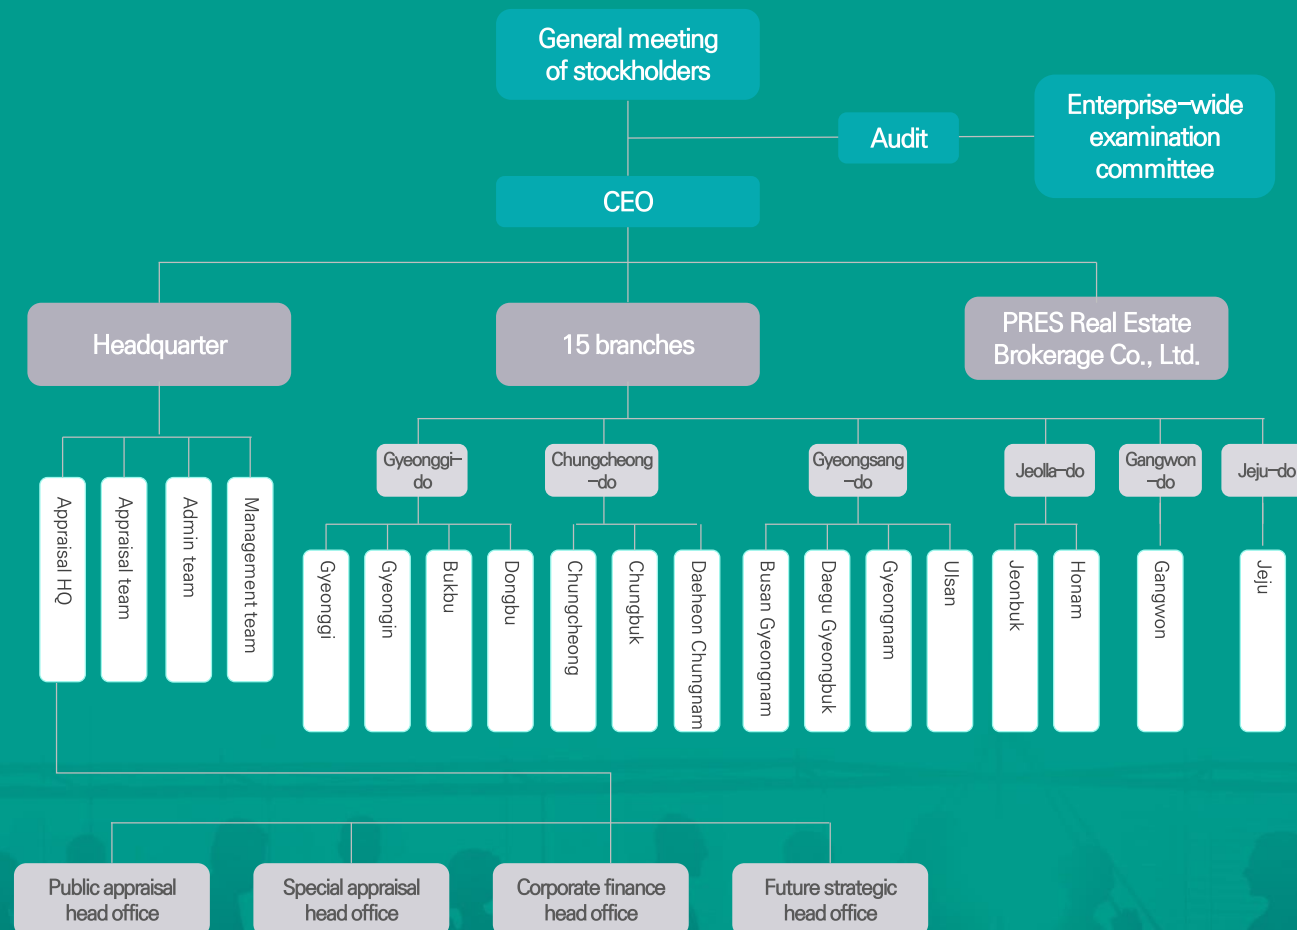 General meeting
of stockholders
Audit
Enterprise-wide
examination
committee
CEO
Headquarter
15 branches
PRES Real Estate
Brokerage Co., Ltd.
Gyeonggi-
do
Chungcheong
-do
Gyeongsang
-do
Jeolla-do
Gangwon
-do
Jeju-do
Appraisal HQ
Appraisal team
Admin team
Management team
Gyeonggi
Gyeongin
Bukbu
Dongbu
Chungcheong
Chungbuk
Daeheon Chungnam
Busan Gyeongnam
Daegu Gyeongbuk
Gyeongnam
Ulsan
Jeonbuk
Honam
Gangwon
Jeju
Public appraisal
head office
Special appraisal
head office
Corporate finance
head office
Future strategic
head office